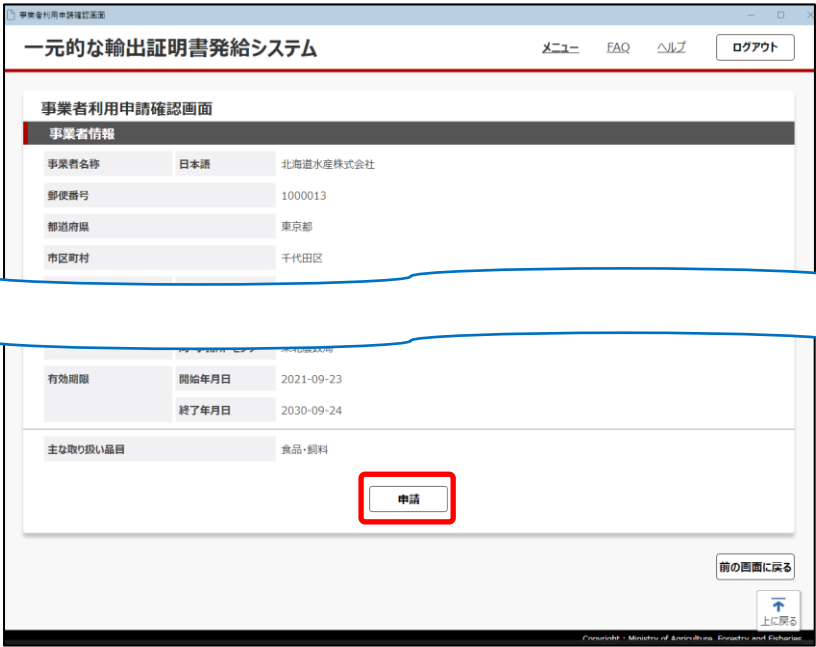 事業者利用申請確認画面
一元的な輸出証明書発給システム
メニュー FAQ ヘルプ ログアウト
事業者利用申請確認画面
事業者情報
事業者名称 日本語 北海道水産株式会社
郵便番号 1000013
都道府県 東京都
市区町村 千代田区
有効期限 開始年月日 2021-09-23
終了年月日 2030-09-24
主な取り扱い品目 食品・飼料
申請
前の画面に戻る
上に戻る
Copyright : Ministry of Agriculture, Forestry and Fisheries